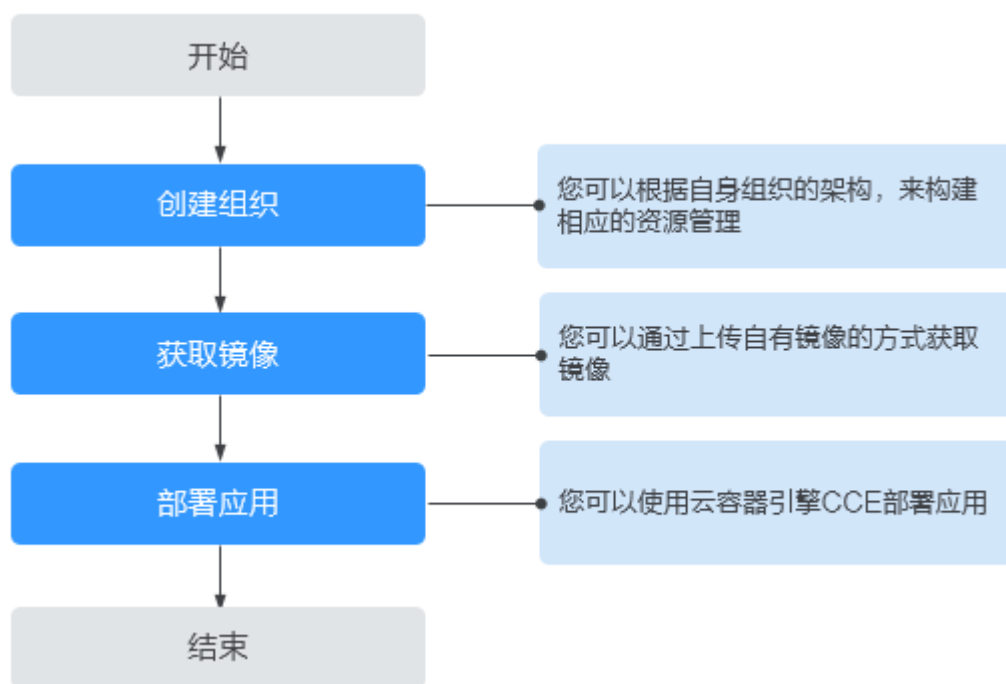 开始
创建组织
您可以根据自身组织的架构，来构建
相应的资源管理
获取镜像
您可以通过上传自有镜像的方式获取
镜像
部署应用
您可以使用云容器引擎CCE部署应用
结束